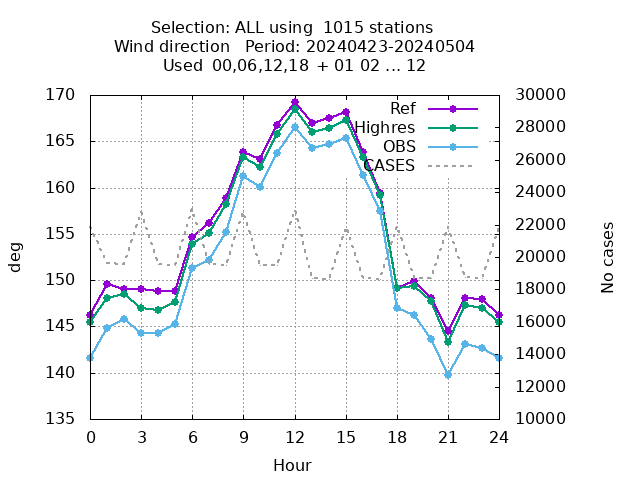 Selection: ALL using  1015 stations
Wind direction   Period: 20240423-20240504
Used  00,06,12,18 + 01 02 ... 12
170 30000
Ref
165 28000
Highres
OBS
160 26000
CASES
155 24000
150 22000
145 20000
140 18000
135 16000
14000
12000
10000
deg
No cases
0 3 6 9 12 15 18 21 24
Hour